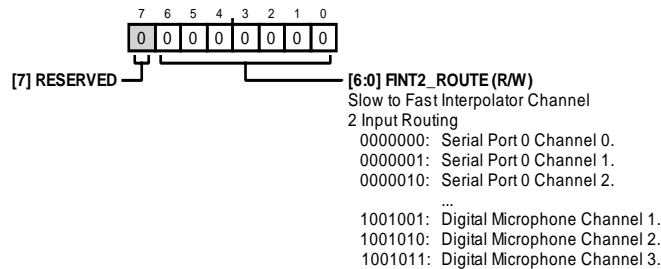 7 6 5 4 3 2 1 0
0 0 0 0 0 0 0 0
[7] RESERVED
[6:0] FINT2_ROUTE (R/W)
Slow to Fast Interpolator Channel
2 Input Routing
0000000: Serial Port 0 Channel 0.
0000001: Serial Port 0 Channel 1.
0000010: Serial Port 0 Channel 2.
...
1001001: Digital Microphone Channel 1.
1001010: Digital Microphone Channel 2.
1001011: Digital Microphone Channel 3.